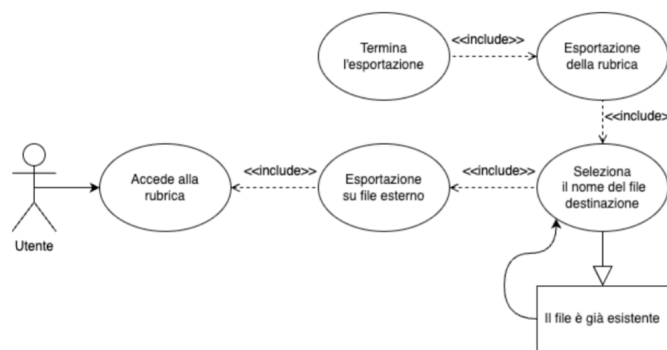 Termina
l'esportazione
<<include>>
Esportazione
della rubrica
<<include>
Utente
Accede alla
rubrica
<<include>>
Esportazione
su file esterno
<<include>>
Seleziona
il nome del file
destinazione
Il file è già esistente